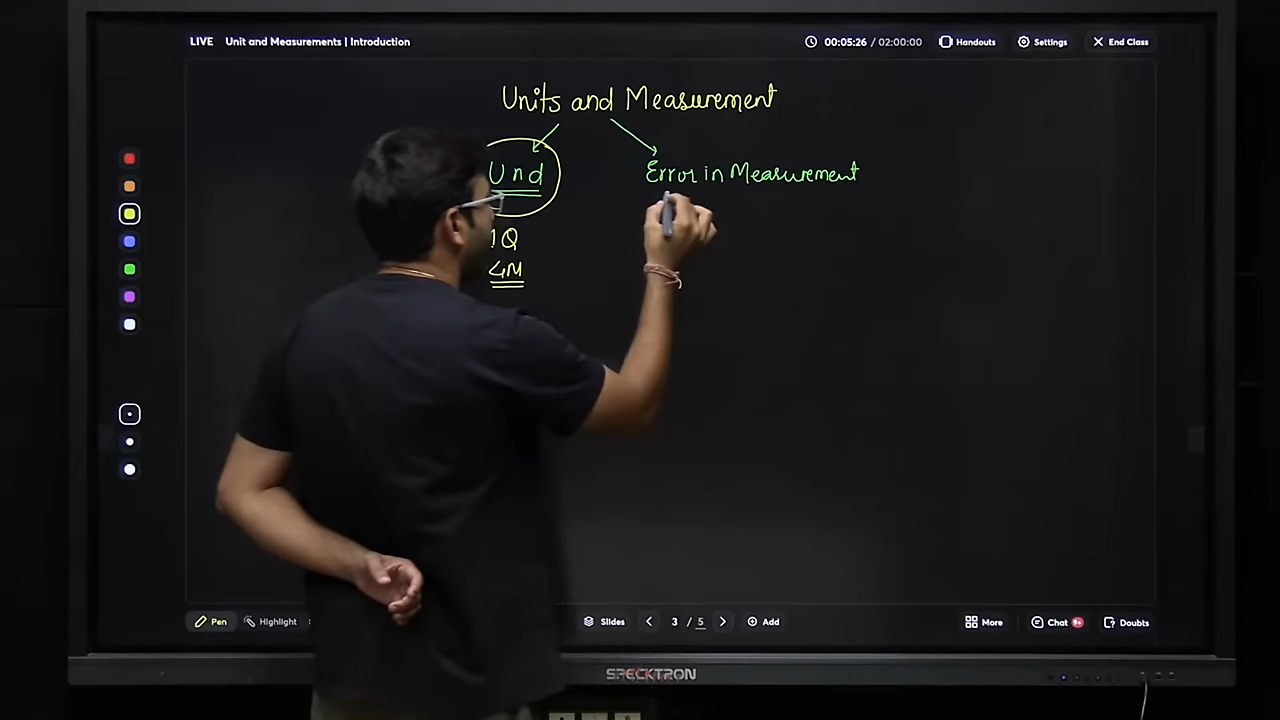 LIVE Unit and Measurements | Introduction
00:05:26 / 02:00:00 Handouts Settings End Class
Units and Measurement
Und
Error in Measurement
1Q
4M
Pen Highlight
Slides 3 / 5 Add
More Chat 9+ Doubts
SPECKTRON